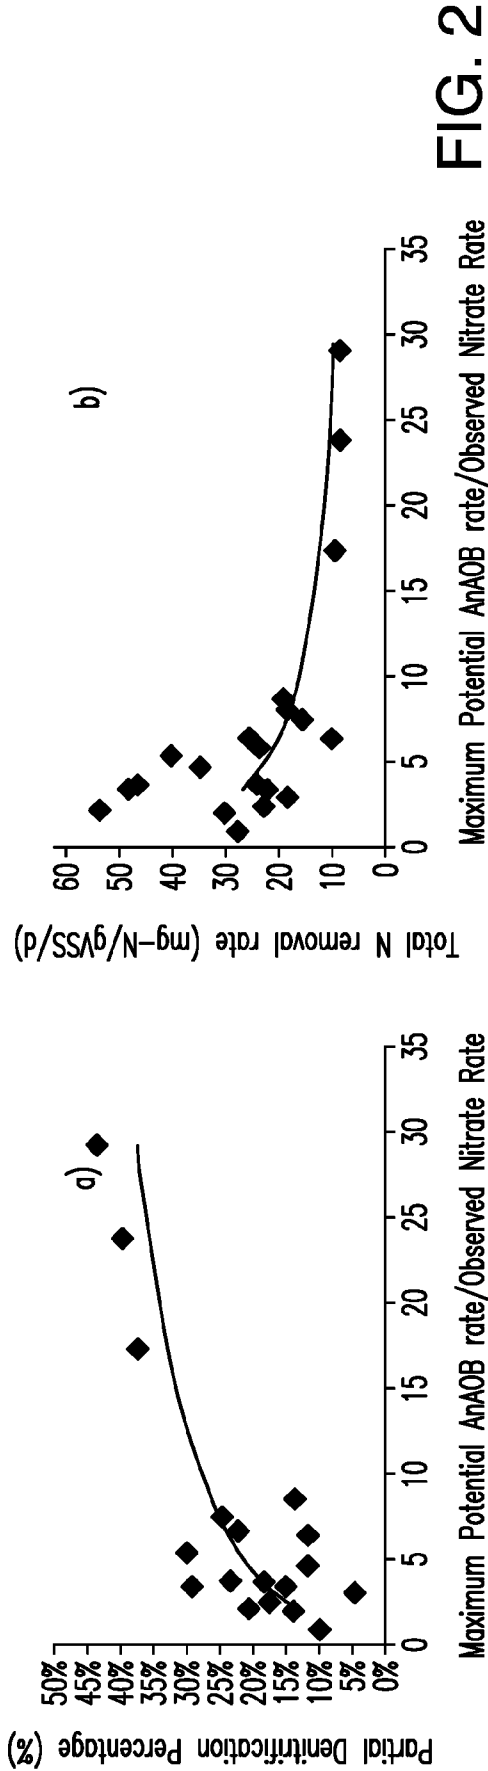 Partial Denitrification Percentage (%)
50%
45%
40%
35%
30%
25%
20%
15%
10%
5%
0%
a)
0 5 10 15 20 25 30 35
Maximum Potential AnAOB rate/Observed Nitrate Rate
Total N removal rate (mg-N/gVSS/d)
60
50
40
30
20
10
0
b)
0 5 10 15 20 25 30 35
Maximum Potential AnAOB rate/Observed Nitrate Rate
FIG. 2